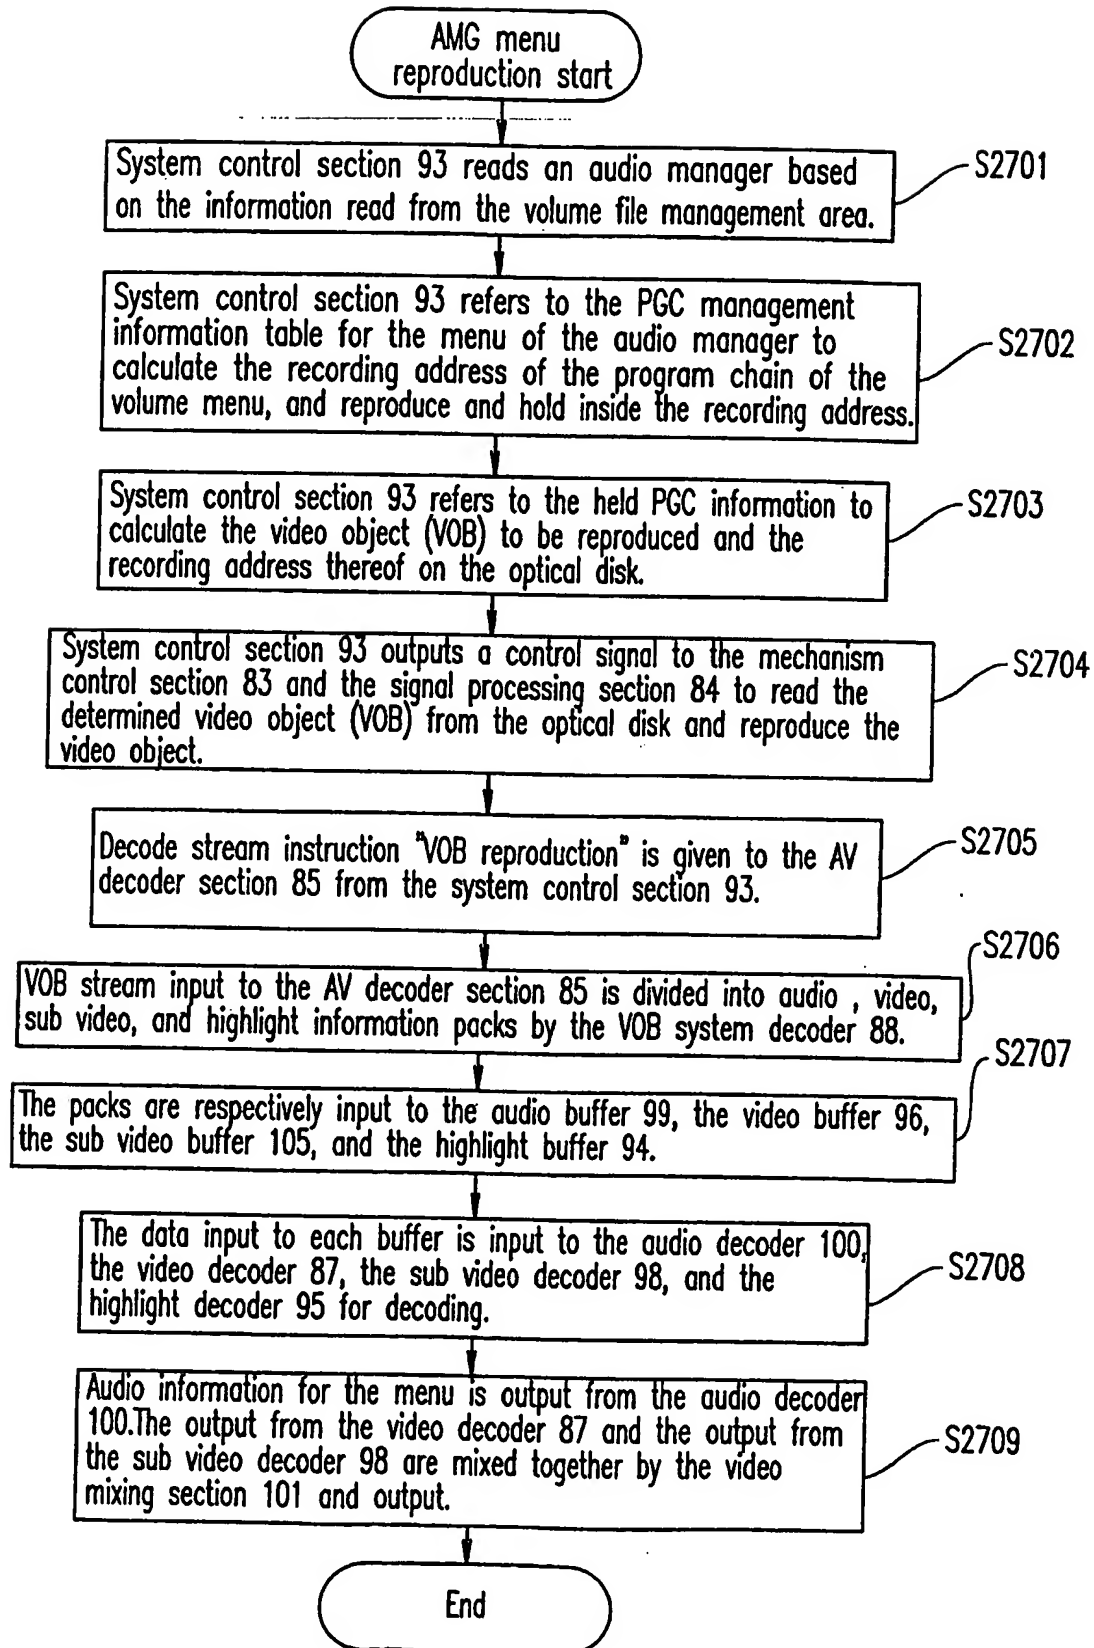 AMG menu
reproduction start
System control section 93 reads an audio manager based
on the information read from the volume file management area.
S2701
System control section 93 refers to the PGC management
information table for the menu of the audio manager to
calculate the recording address of the program chain of the
volume menu, and reproduce and hold inside the recording address.
S2702
System control section 93 refers to the held PGC information to
calculate the video object (VOB) to be reproduced and the
recording address thereof on the optical disk.
S2703
System control section 93 outputs a control signal to the mechanism
control section 83 and the signal processing section 84 to read the
determined video object (VOB) from the optical disk and reproduce the
video object.
S2704
Decode stream instruction "VOB reproduction" is given to the AV
decoder section 85 from the system control section 93.
S2705
VOB stream input to the AV decoder section 85 is divided into audio , video,
sub video, and highlight information packs by the VOB system decoder 88.
S2706
The packs are respectively input to the audio buffer 99, the video buffer 96,
the sub video buffer 105, and the highlight buffer 94.
S2707
The data input to each buffer is input to the audio decoder 100,
the video decoder 87, the sub video decoder 98, and the
highlight decoder 95 for decoding.
S2708
Audio information for the menu is output from the audio decoder
100.The output from the video decoder 87 and the output from
the sub video decoder 98 are mixed together by the video
mixing section 101 and output.
S2709
End